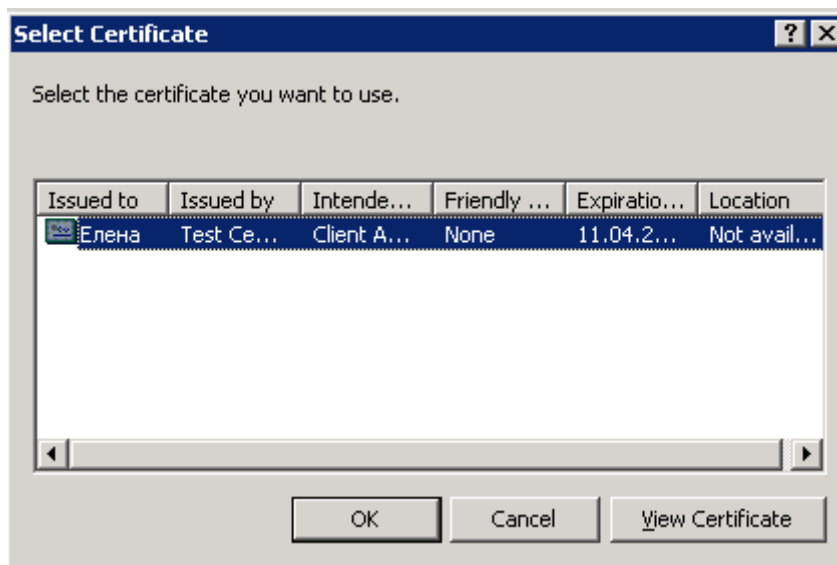 Select Certificate
Select the certificate you want to use.
Issued to Issued by Intende... Friendly ... Expiratio... Location
Елена Test Ce... Client A... None 11.04.2... Not avail...
OK Cancel View Certificate